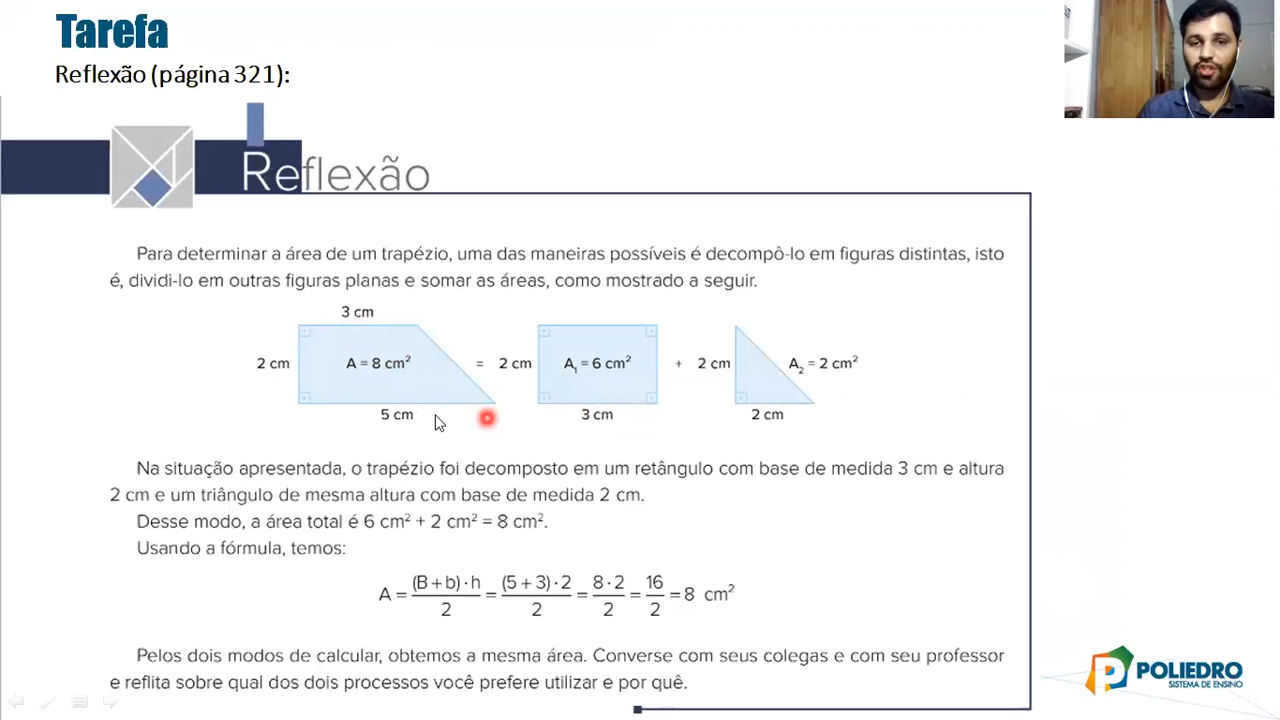 Tarefa
Reflexão (página 321):
Reflexão
Para determinar a área de um trapézio, uma das maneiras possíveis é decompô-lo em figuras distintas, isto
é, dividi-lo em outras figuras planas e somar as áreas, como mostrado a seguir.
3 cm
2 cm A = 8 cm² = 2 cm A₁ = 6 cm² + 2 cm A₂ = 2 cm²
5 cm 3 cm 2 cm
Na situação apresentada, o trapézio foi decomposto em um retângulo com base de medida 3 cm e altura
2 cm e um triângulo de mesma altura com base de medida 2 cm.
Desse modo, a área total é 6 cm² + 2 cm² = 8 cm².
Usando a fórmula, temos:
A = (B + b) · h / 2 = (5 + 3) · 2 / 2 = 8 · 2 / 2 = 16 / 2 = 8 cm²
Pelos dois modos de calcular, obtemos a mesma área. Converse com seus colegas e com seu professor
e reflita sobre qual dos dois processos você prefere utilizar e por quê.
POLIEDRO
SISTEMA DE ENSINO